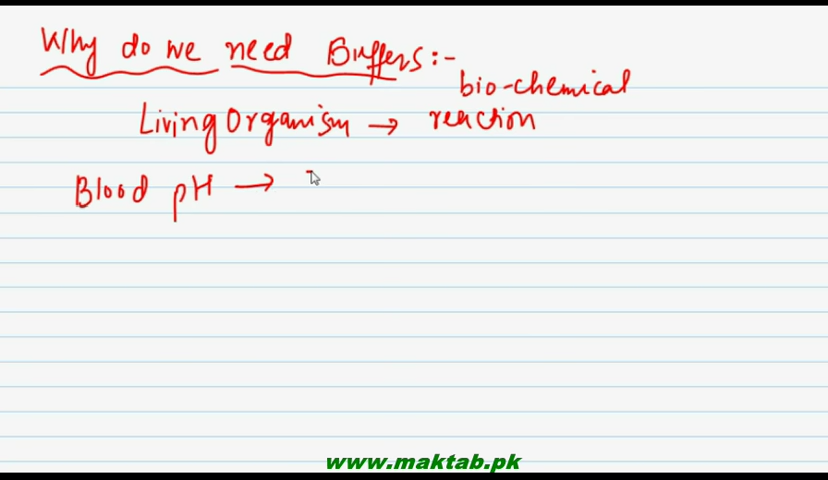 Why do we need Buffers:-
bio-chemical
Living Organism → reaction
Blood pH →
www.maktab.pk